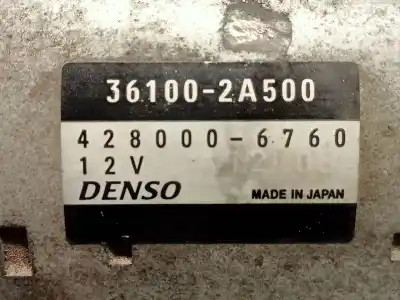 36100-2A500
428000-6760
12V
DENSO MADE IN JAPAN